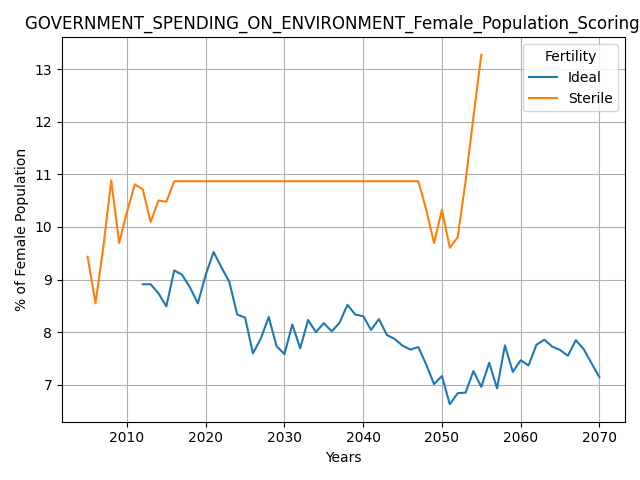 GOVERNMENT_SPENDING_ON_ENVIRONMENT_Female_Population_Scoring
Fertility
Ideal
Sterile
13
12
11
10
9
8
7
% of Female Population
2010 2020 2030 2040 2050 2060 2070
Years